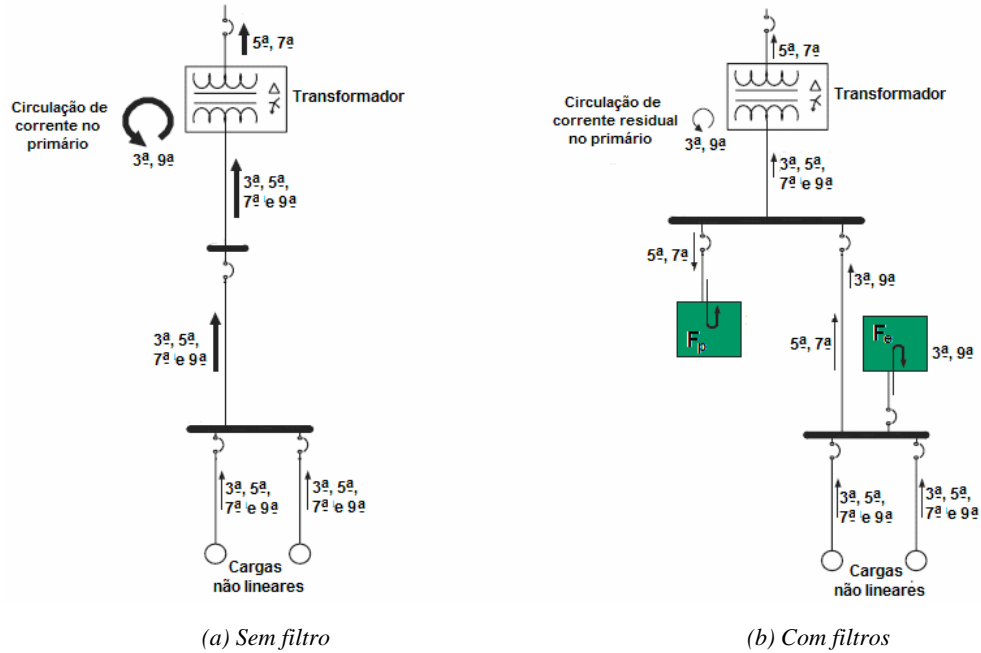 5ª, 7ª
Transformador
Circulação de
corrente no
primário
3ª, 9ª
3ª, 5ª,
7ª e 9ª
3ª, 5ª,
7ª e 9ª
3ª, 5ª,
7ª e 9ª
3ª, 5ª,
7ª e 9ª
Cargas
não lineares
(a) Sem filtro
5ª, 7ª
Transformador
Circulação de
corrente residual
no primário
3ª, 9ª
3ª, 5ª,
7ª e 9ª
5ª, 7ª
3ª, 9ª
Fp
5ª, 7ª
Fe
3ª, 9ª
3ª, 5ª,
7ª e 9ª
3ª, 5ª,
7ª e 9ª
Cargas
não lineares
(b) Com filtros